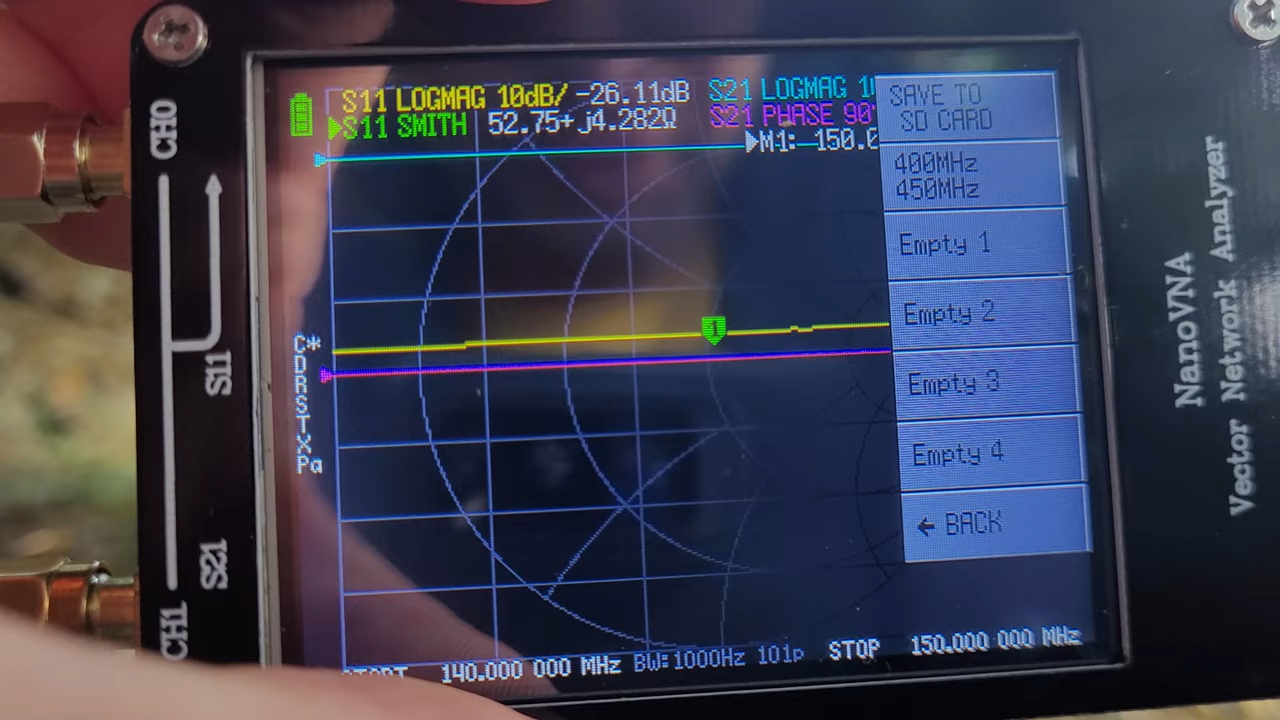 S11 LOGMAG 10dB/ -26.11dB
S11 SMITH 52.75+j4.282Ω
S21 LOGMAG
S21 PHASE 90°
M1: 150.0
SAVE TO
SD CARD
400MHz
450MHz
Empty 1
Empty 2
Empty 3
Empty 4
← BACK
1
C*
D
R
S
T
X
Pa
START 140.000 000 MHz BW:1000Hz 101p STOP 150.000 000 MHz
CH0
S11
S21
CH1
NanoVNA
Vector Network Analyzer